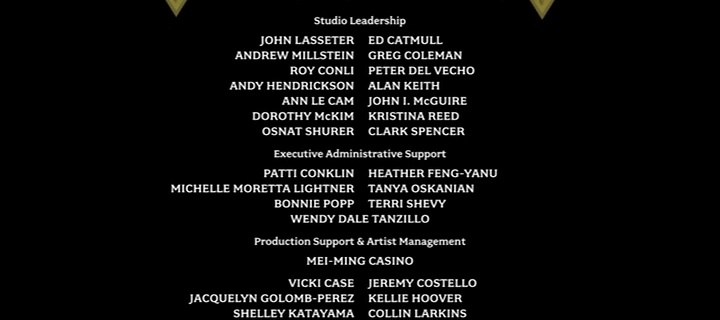 Studio Leadership
JOHN LASSETER ED CATMULL
ANDREW MILLSTEIN GREG COLEMAN
ROY CONLI PETER DEL VECHO
ANDY HENDRICKSON ALAN KEITH
ANN LE CAM JOHN I. McGUIRE
DOROTHY McKIM KRISTINA REED
OSNAT SHURER CLARK SPENCER
Executive Administrative Support
PATTI CONKLIN HEATHER FENG-YANU
MICHELLE MORETTA LIGHTNER TANYA OSKANIAN
BONNIE POPP TERRI SHEVY
WENDY DALE TANZILLO
Production Support & Artist Management
MEI-MING CASINO
VICKI CASE JEREMY COSTELLO
JACQUELYN GOLOMB-PEREZ KELLIE HOOVER
SHELLEY KATAYAMA COLLIN LARKINS